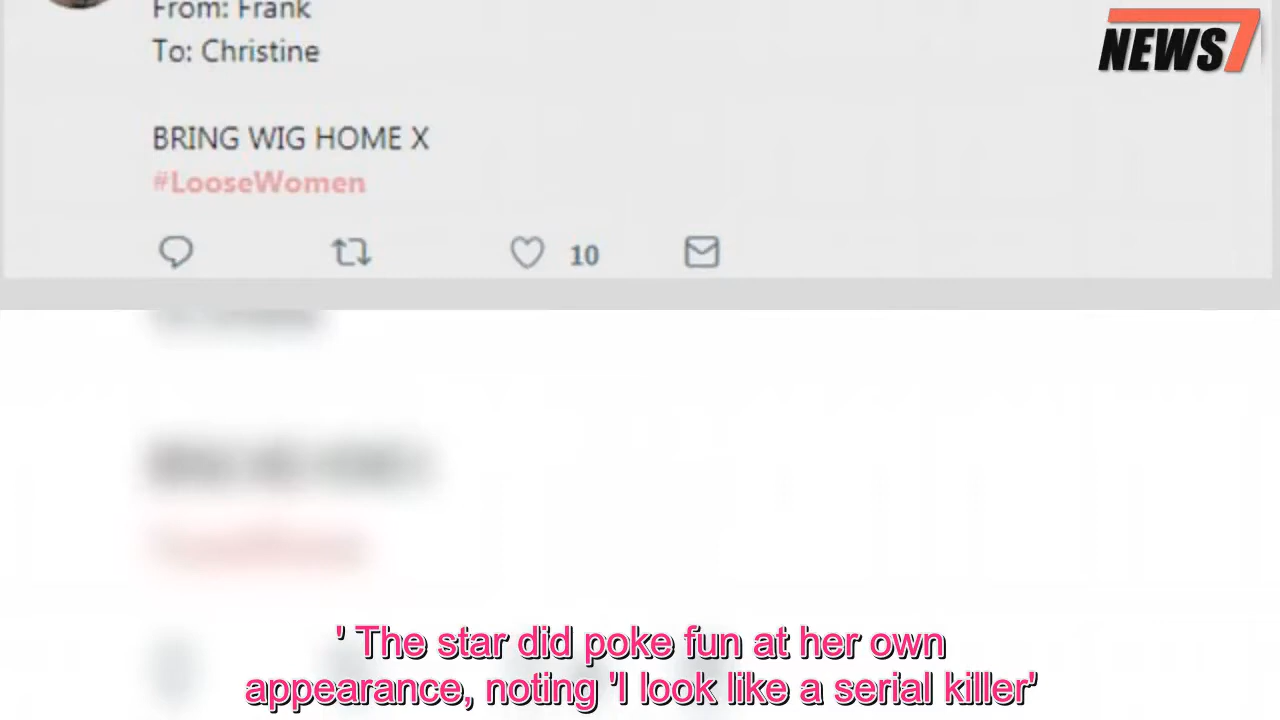 From: Frank
NEWS7
To: Christine
BRING WIG HOME X
#LooseWomen
10
' The star did poke fun at her own
appearance, noting 'I look like a serial killer'